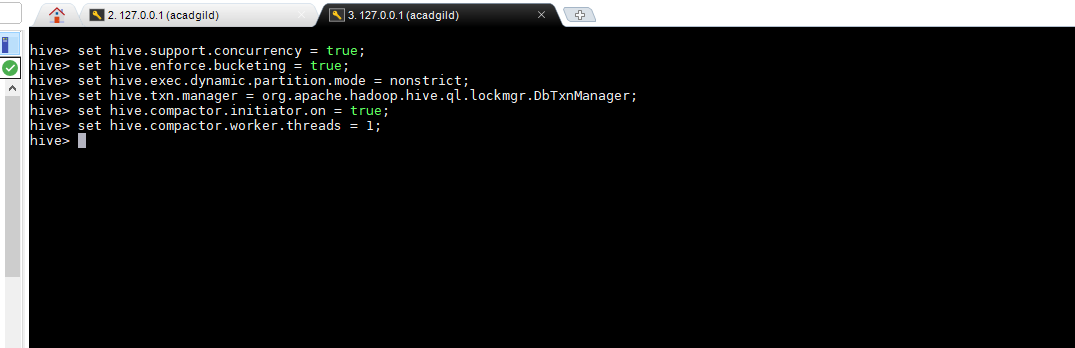 2. 127.0.0.1 (acadgild)
3. 127.0.0.1 (acadgild)
hive> set hive.support.concurrency = true;
hive> set hive.enforce.bucketing = true;
hive> set hive.exec.dynamic.partition.mode = nonstrict;
hive> set hive.txn.manager = org.apache.hadoop.hive.ql.lockmgr.DbTxnManager;
hive> set hive.compactor.initiator.on = true;
hive> set hive.compactor.worker.threads = 1;
hive>